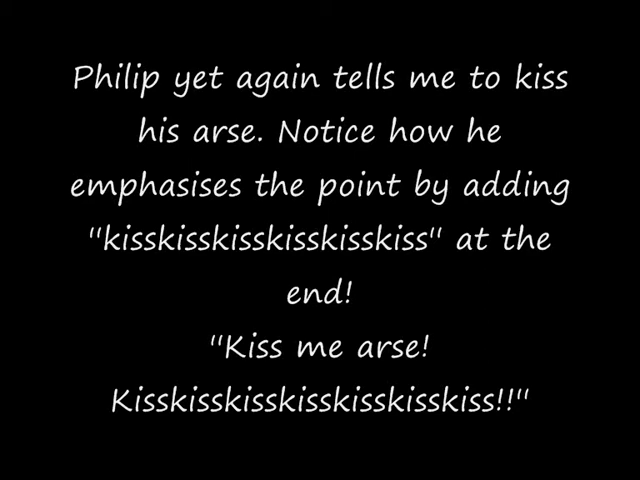 Philip yet again tells me to kiss
his arse. Notice how he
emphasises the point by adding
"kisskisskisskisskisskiss" at the
end!
"Kiss me arse!
Kisskisskisskisskisskisskiss!!"